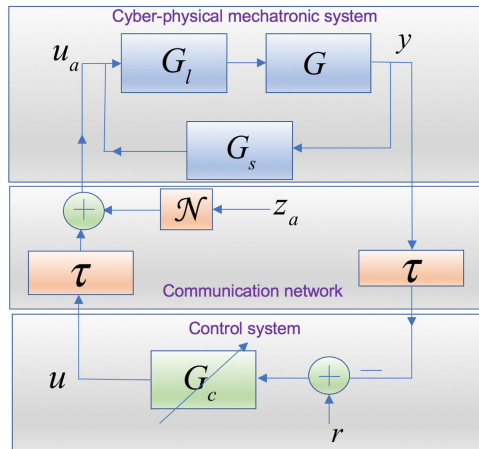 Cyber-physical mechatronic system
u_a
G_l
G
y
G_s
+
𝒩
z_a
τ
τ
Communication network
Control system
u
G_c
+
−
r